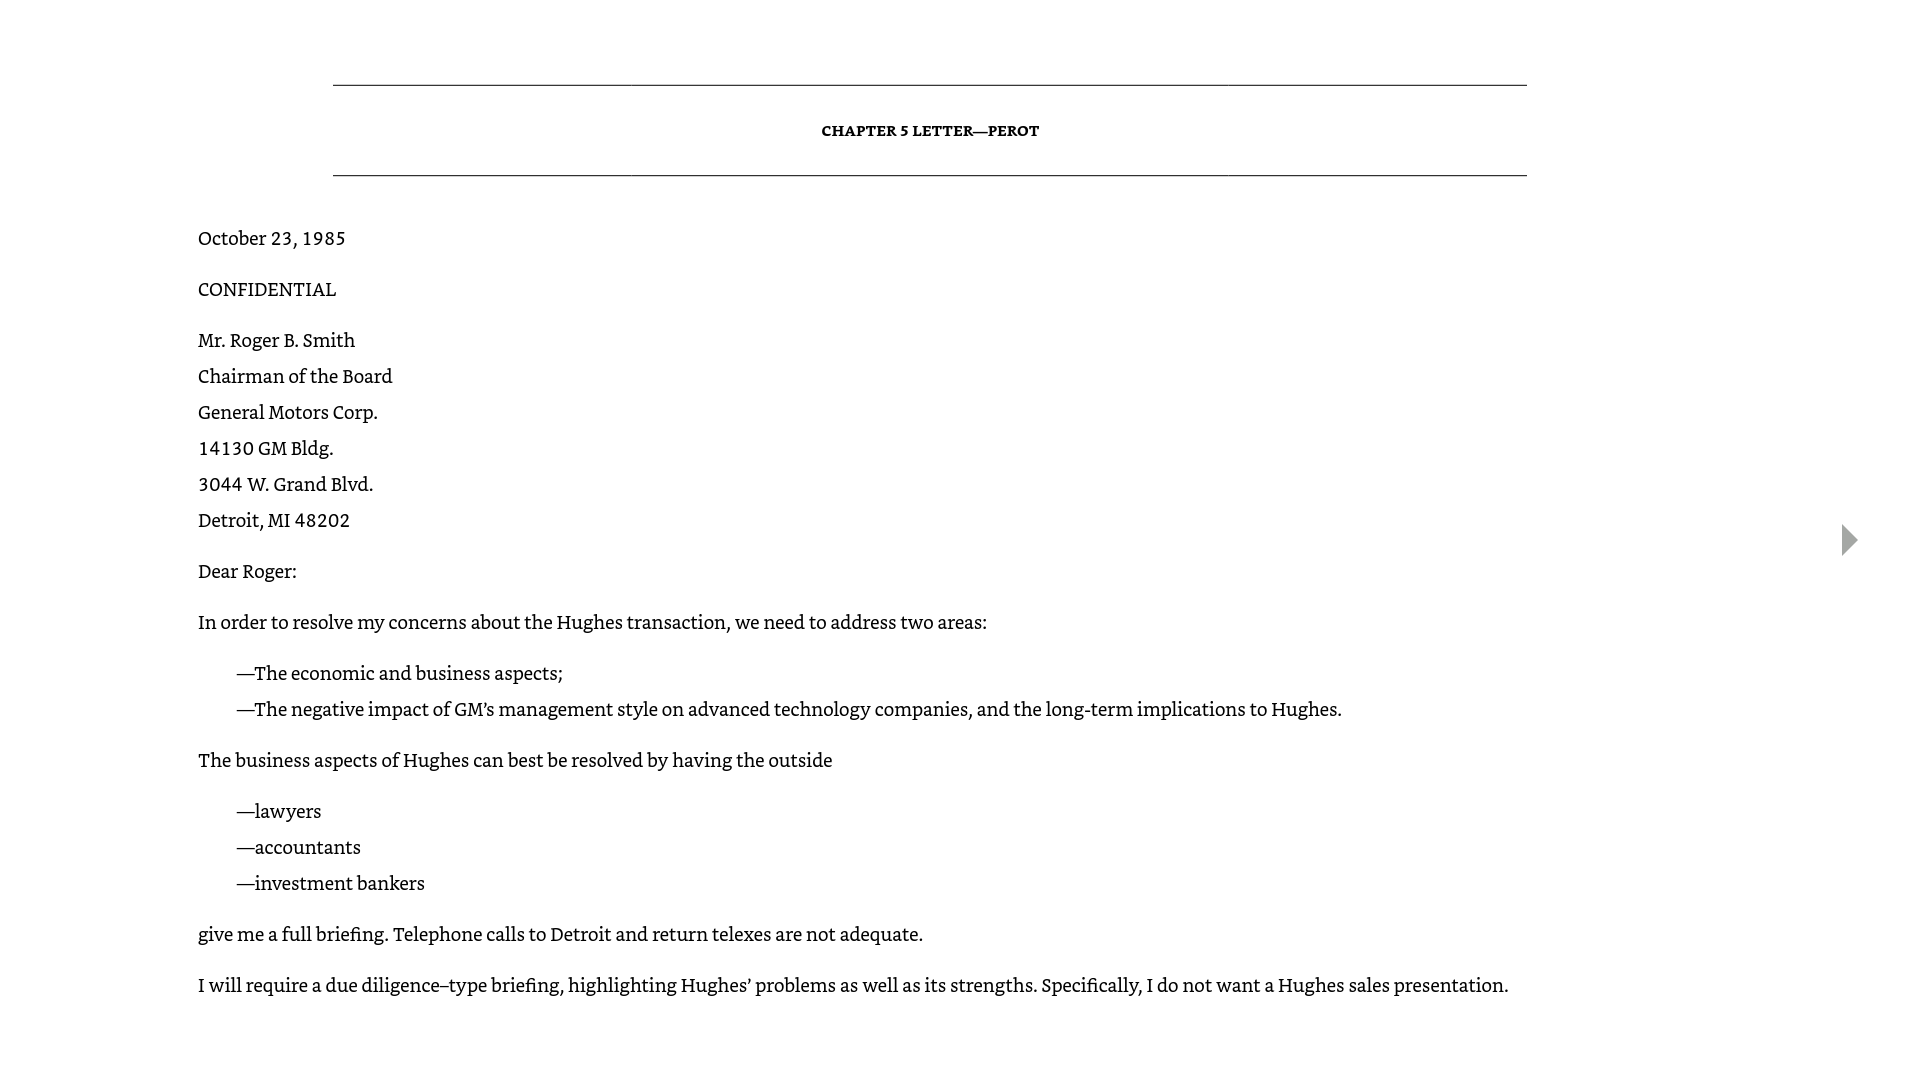 CHAPTER 5 LETTER—PEROT
October 23, 1985
CONFIDENTIAL
Mr. Roger B. Smith
Chairman of the Board
General Motors Corp.
14130 GM Bldg.
3044 W. Grand Blvd.
Detroit, MI 48202
Dear Roger:
In order to resolve my concerns about the Hughes transaction, we need to address two areas:
—The economic and business aspects;
—The negative impact of GM’s management style on advanced technology companies, and the long-term implications to Hughes.
The business aspects of Hughes can best be resolved by having the outside
—lawyers
—accountants
—investment bankers
give me a full briefing. Telephone calls to Detroit and return telexes are not adequate.
I will require a due diligence–type briefing, highlighting Hughes’ problems as well as its strengths. Specifically, I do not want a Hughes sales presentation.